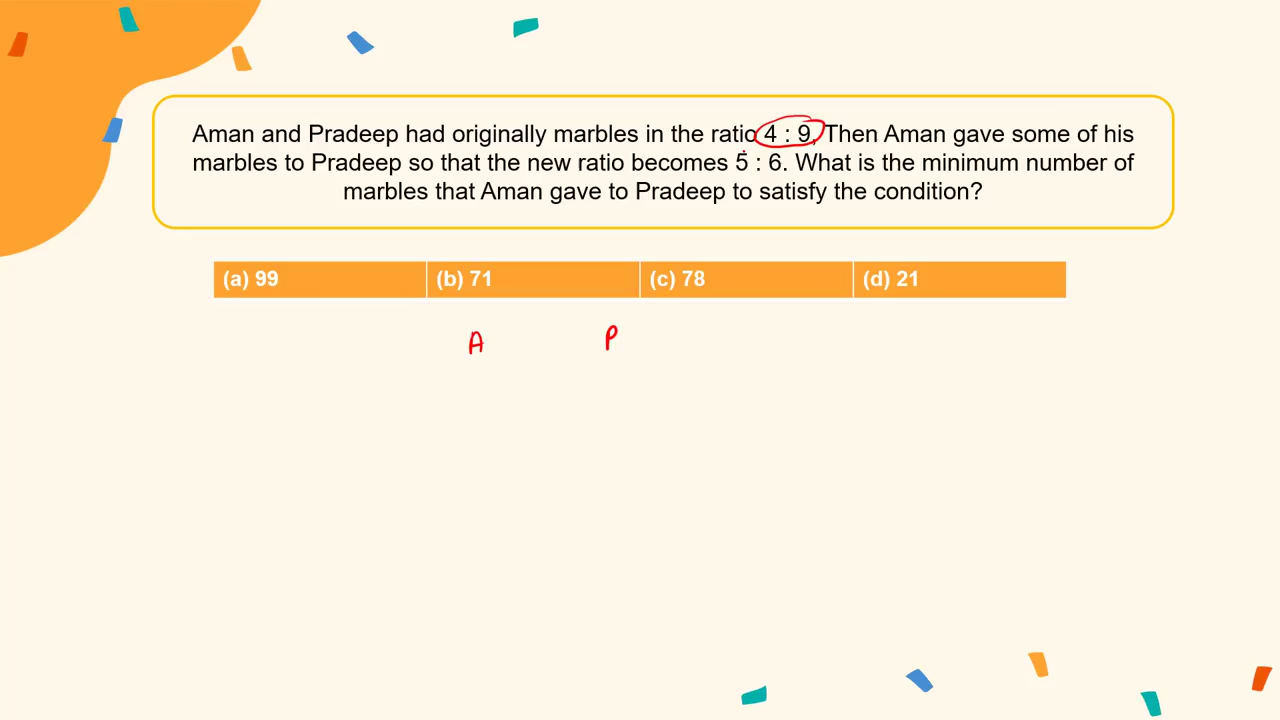 Aman and Pradeep had originally marbles in the ratio 4 : 9, Then Aman gave some of his
marbles to Pradeep so that the new ratio becomes 5 : 6. What is the minimum number of
marbles that Aman gave to Pradeep to satisfy the condition?
(a) 99 (b) 71 (c) 78 (d) 21
A P